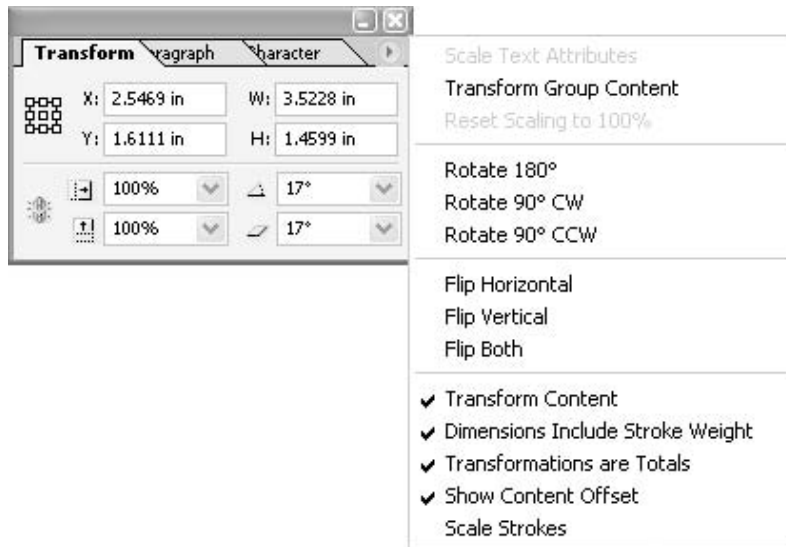 Transform ragraph haracter
X: 2.5469 in W: 3.5228 in
Y: 1.6111 in H: 1.4599 in
100% 17°
100% 17°
Scale Text Attributes
Transform Group Content
Reset Scaling to 100%
Rotate 180°
Rotate 90° CW
Rotate 90° CCW
Flip Horizontal
Flip Vertical
Flip Both
Transform Content
Dimensions Include Stroke Weight
Transformations are Totals
Show Content Offset
Scale Strokes